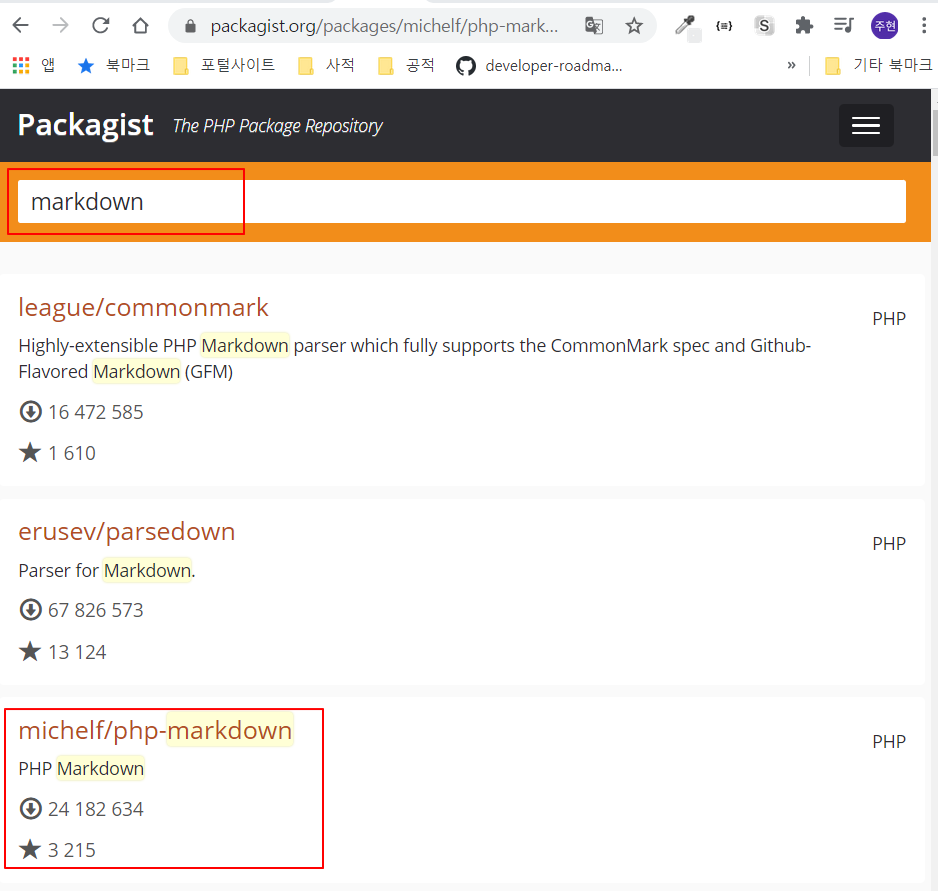 packagist.org/packages/michelf/php-mark...
{≡}
S
주현
앱
북마크
포털사이트
사적
공적
developer-roadma...
»
기타 북마크
Packagist The PHP Package Repository
markdown
league/commonmark
PHP
Highly-extensible PHP Markdown parser which fully supports the CommonMark spec and Github-
Flavored Markdown (GFM)
16 472 585
1 610
erusev/parsedown
PHP
Parser for Markdown.
67 826 573
13 124
michelf/php-markdown
PHP
PHP Markdown
24 182 634
3 215